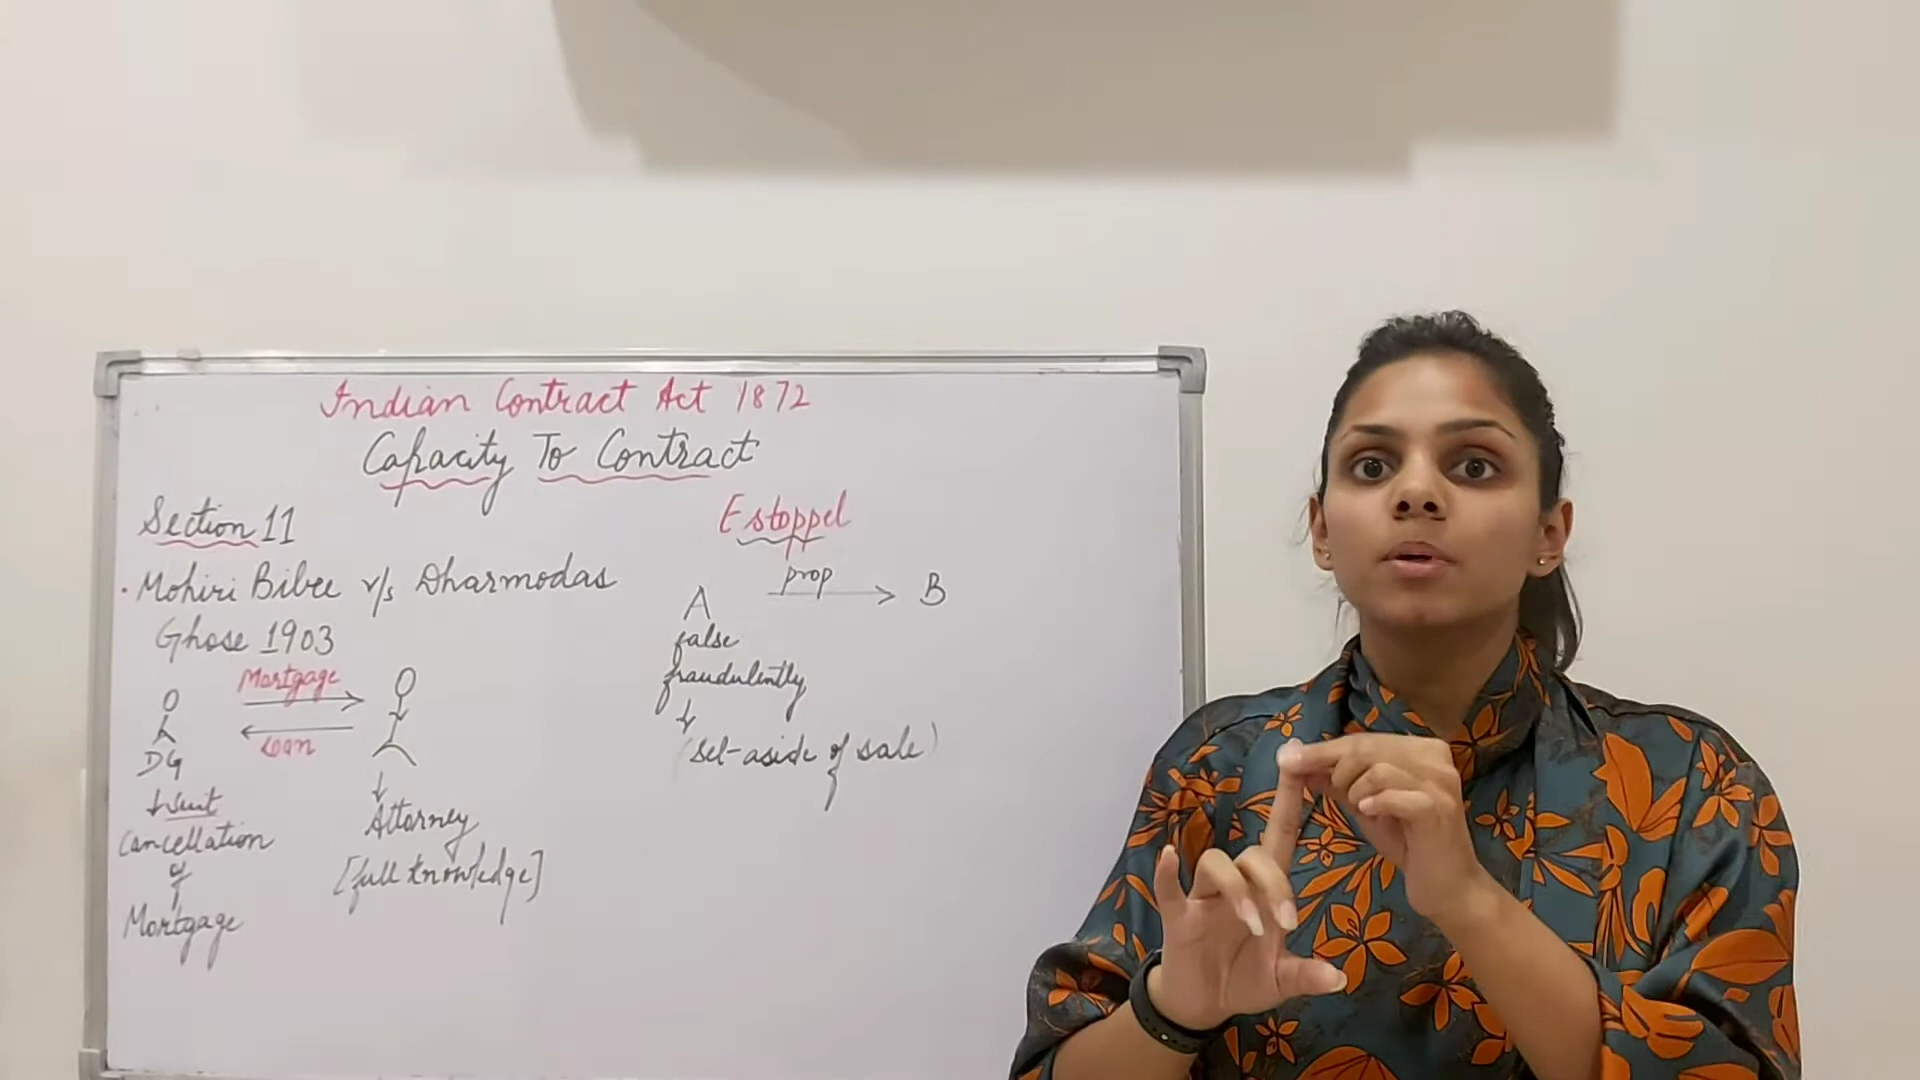 Indian Contract Act 1872
Capacity To Contract
Section 11
Mohiri Bibee v/s Dharmodas
Ghose 1903
Mortgage
Loan
DG
Suit
Cancellation
of
Mortgage
Attorney
[full knowledge]
Estoppel
A prop B
false
fraudulently
(set-aside of sale)